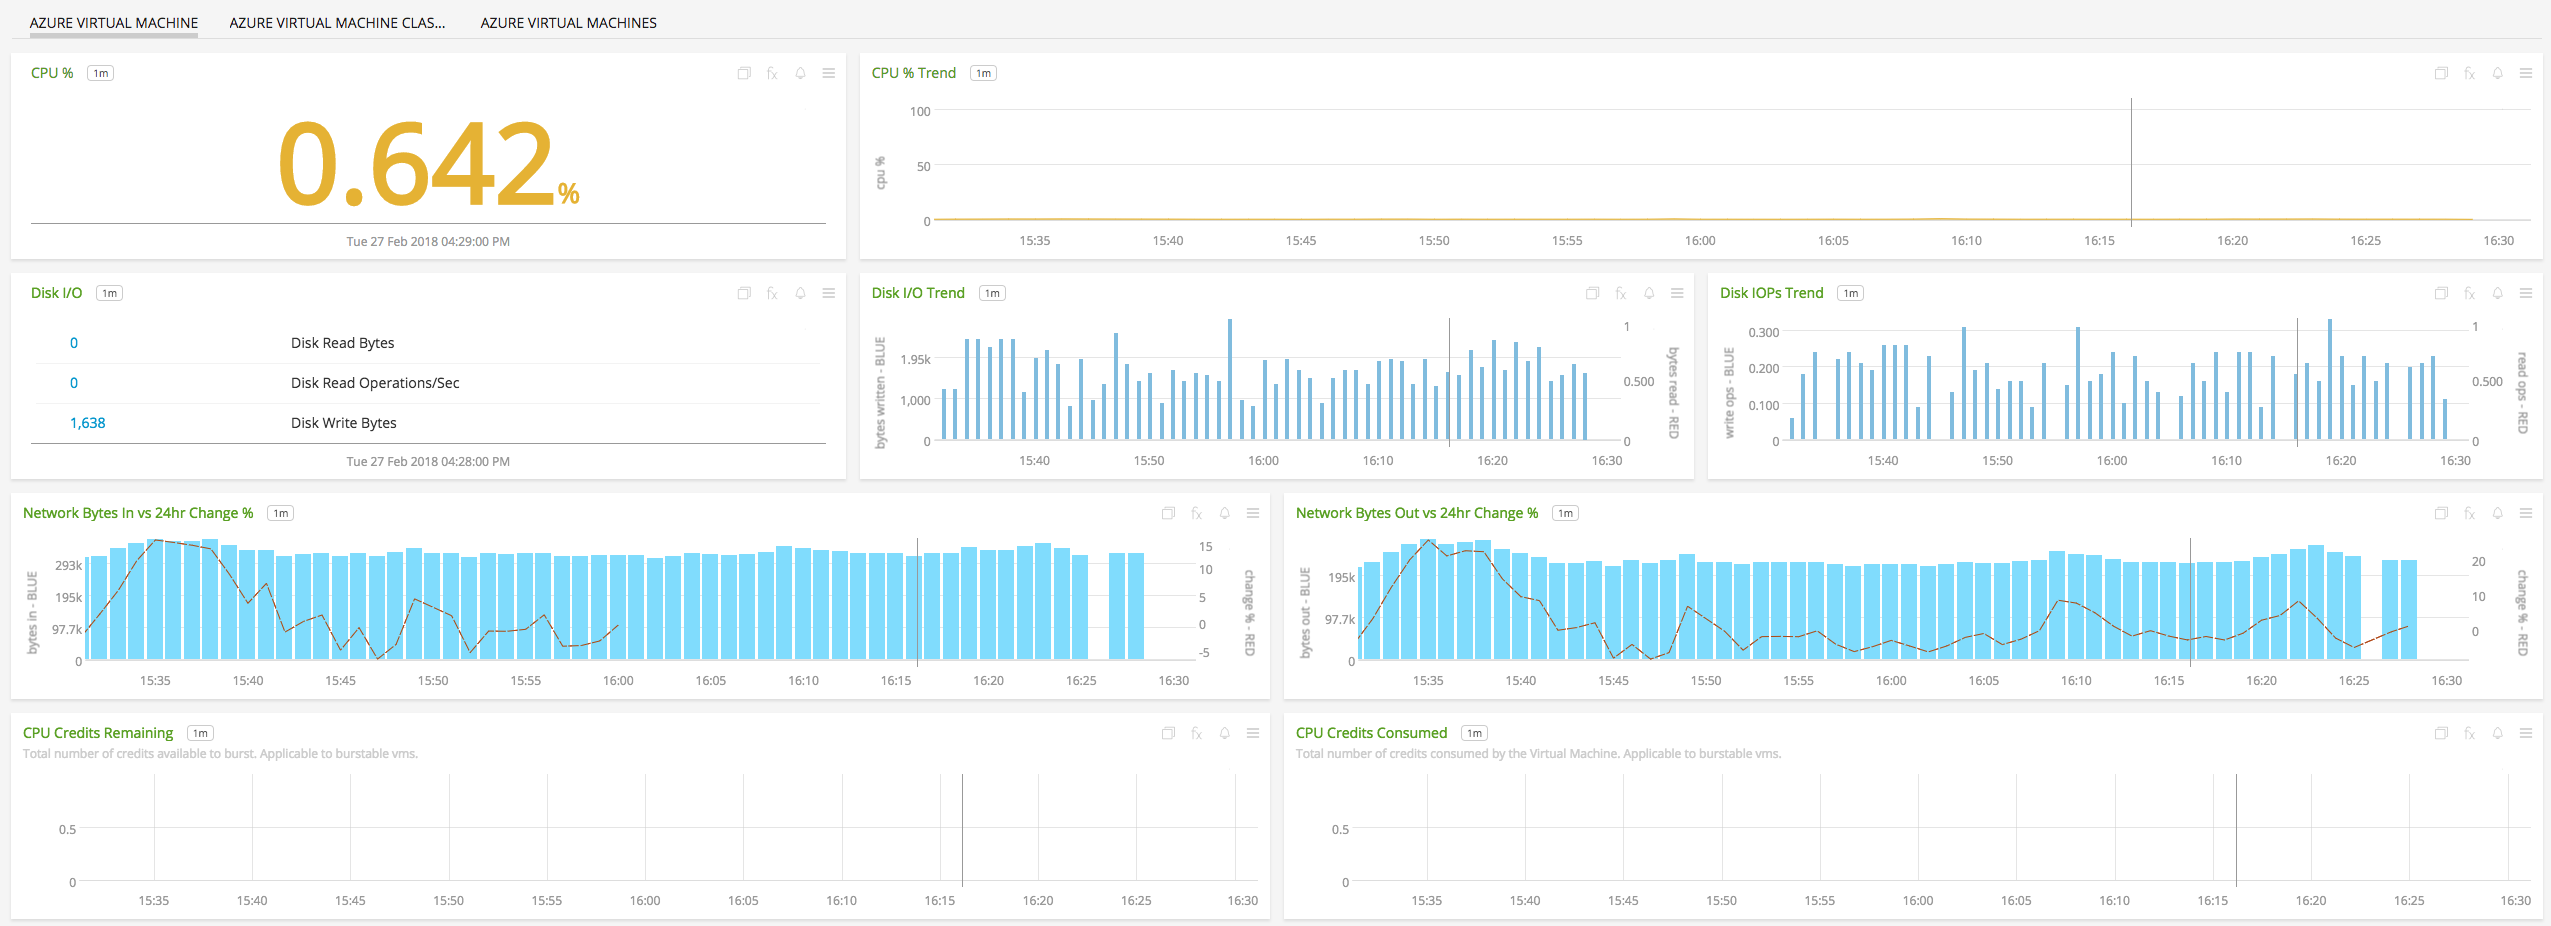 AZURE VIRTUAL MACHINE AZURE VIRTUAL MACHINE CLAS... AZURE VIRTUAL MACHINES
CPU % 1m fx
0.642%
Tue 27 Feb 2018 04:29:00 PM
CPU % Trend 1m fx
cpu %
100
50
0
15:35 15:40 15:45 15:50 15:55 16:00 16:05 16:10 16:15 16:20 16:25 16:30
Disk I/O 1m fx
0 Disk Read Bytes
0 Disk Read Operations/Sec
1,638 Disk Write Bytes
Tue 27 Feb 2018 04:28:00 PM
Disk I/O Trend 1m fx
bytes written - BLUE
1.95k
1,000
0
1
0.500
0
bytes read - RED
15:40 15:50 16:00 16:10 16:20 16:30
Disk IOPs Trend 1m fx
write ops - BLUE
0.300
0.200
0.100
0
1
0.500
0
read ops - RED
15:40 15:50 16:00 16:10 16:20 16:30
Network Bytes In vs 24hr Change % 1m fx
bytes in - BLUE
293k
195k
97.7k
0
15
10
5
0
-5
change % - RED
15:35 15:40 15:45 15:50 15:55 16:00 16:05 16:10 16:15 16:20 16:25 16:30
Network Bytes Out vs 24hr Change % 1m fx
bytes out - BLUE
195k
97.7k
0
20
10
0
change % - RED
15:35 15:40 15:45 15:50 15:55 16:00 16:05 16:10 16:15 16:20 16:25 16:30
CPU Credits Remaining 1m fx
Total number of credits available to burst. Applicable to burstable vms.
0.5
0
15:35 15:40 15:45 15:50 15:55 16:00 16:05 16:10 16:15 16:20 16:25 16:30
CPU Credits Consumed 1m fx
Total number of credits consumed by the Virtual Machine. Applicable to burstable vms.
0.5
0
15:35 15:40 15:45 15:50 15:55 16:00 16:05 16:10 16:15 16:20 16:25 16:30